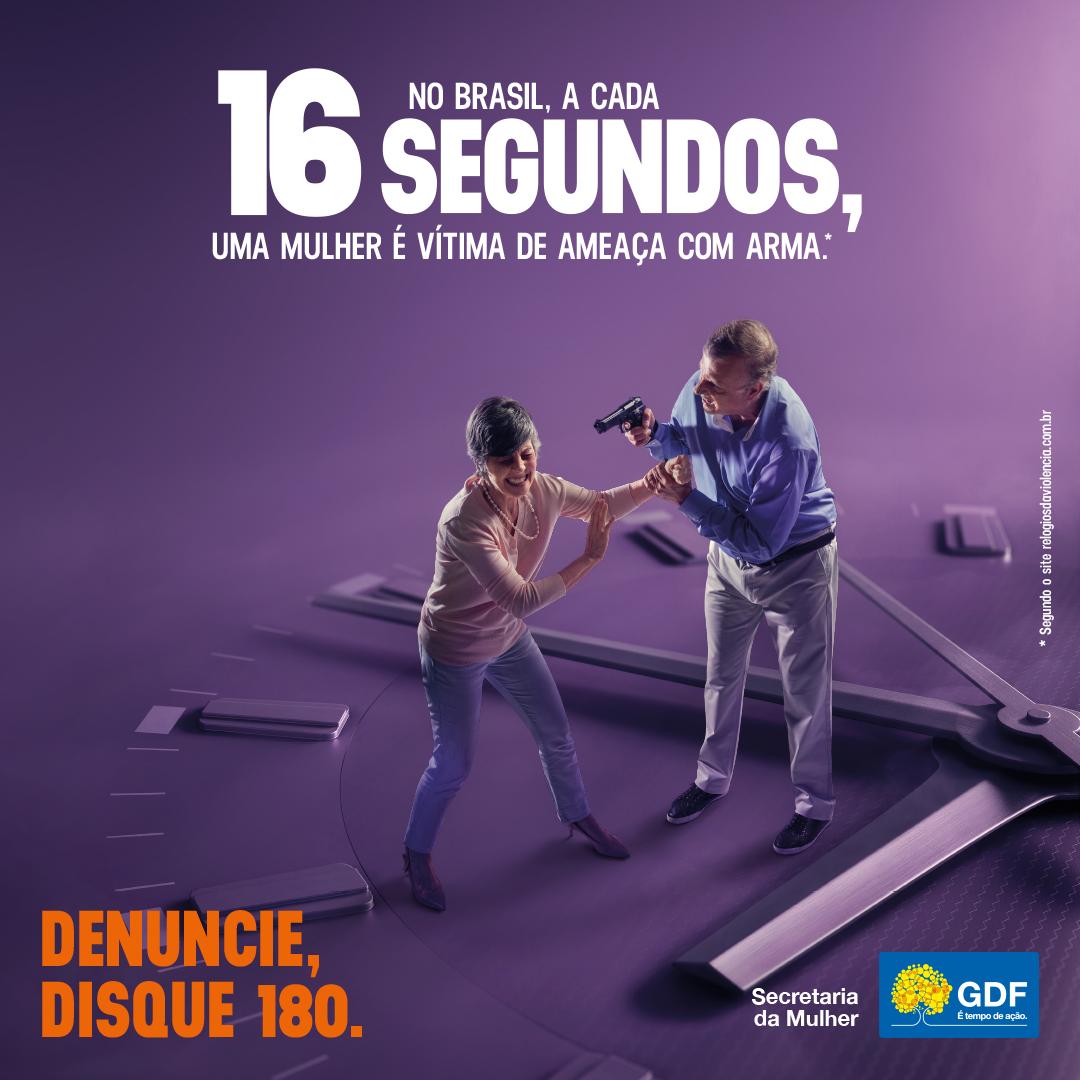 NO BRASIL, A CADA
16 SEGUNDOS,
UMA MULHER É VÍTIMA DE AMEAÇA COM ARMA.*
* Segundo o site relogiosdaviolencia.com.br
DENUNCIE,
DISQUE 180.
Secretaria
da Mulher
GDF
É tempo de ação.